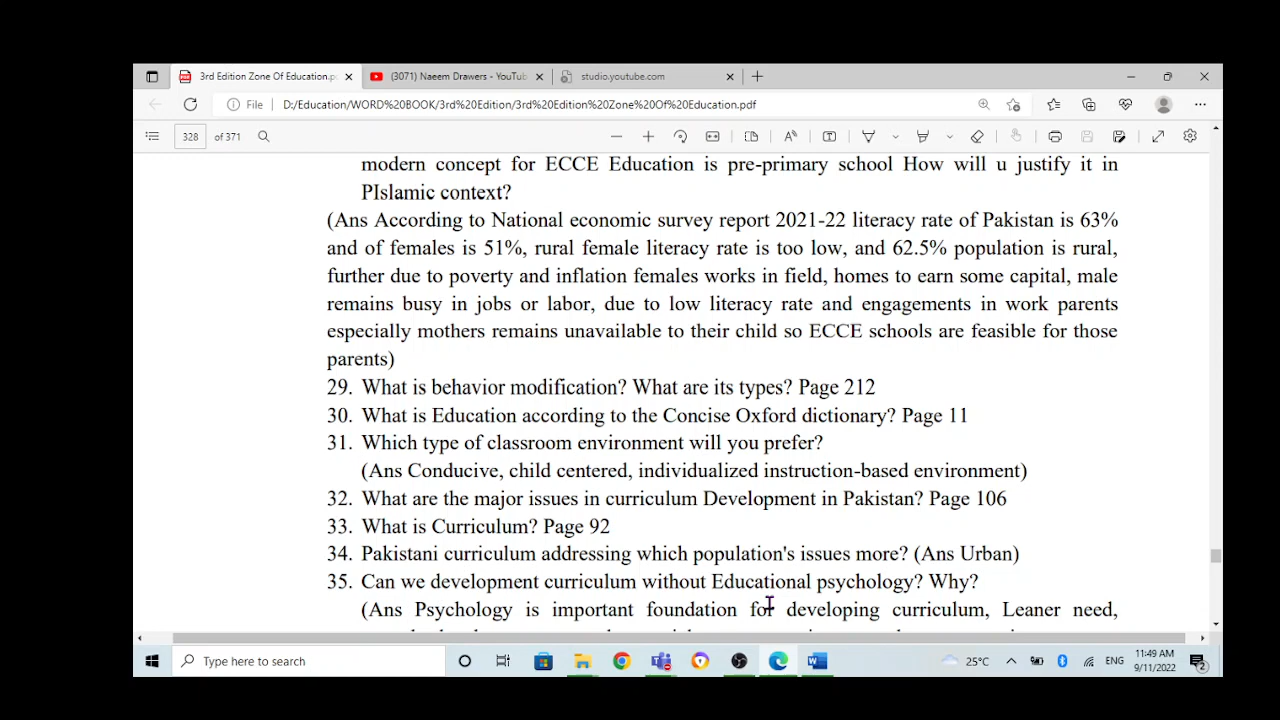 3rd Edition Zone Of Education.p
(3071) Naeem Drawers - YouTub
studio.youtube.com
File
D:/Education/WORD%20BOOK/3rd%20Edition/3rd%20Edition%20Zone%20Of%20Education.pdf
328 of 371
modern concept for ECCE Education is pre-primary school How will u justify it in
PIslamic context?
(Ans According to National economic survey report 2021-22 literacy rate of Pakistan is 63%
and of females is 51%, rural female literacy rate is too low, and 62.5% population is rural,
further due to poverty and inflation females works in field, homes to earn some capital, male
remains busy in jobs or labor, due to low literacy rate and engagements in work parents
especially mothers remains unavailable to their child so ECCE schools are feasible for those
parents)
29. What is behavior modification? What are its types? Page 212
30. What is Education according to the Concise Oxford dictionary? Page 11
31. Which type of classroom environment will you prefer?
(Ans Conducive, child centered, individualized instruction-based environment)
32. What are the major issues in curriculum Development in Pakistan? Page 106
33. What is Curriculum? Page 92
34. Pakistani curriculum addressing which population's issues more? (Ans Urban)
35. Can we development curriculum without Educational psychology? Why?
(Ans Psychology is important foundation for developing curriculum, Leaner need,
Type here to search
25°C
ENG
11:49 AM
9/11/2022
2